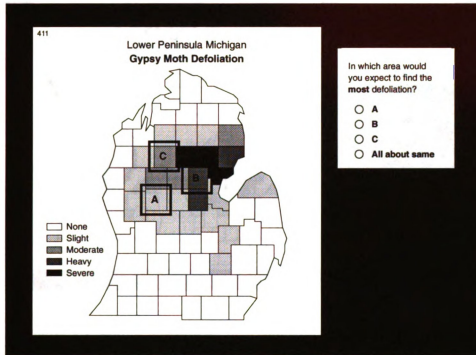 411
Lower Peninsula Michigan
Gypsy Moth Defoliation
C
B
A
None
Slight
Moderate
Heavy
Severe
In which area would
you expect to find the
most defoliation?
A
B
C
All about same